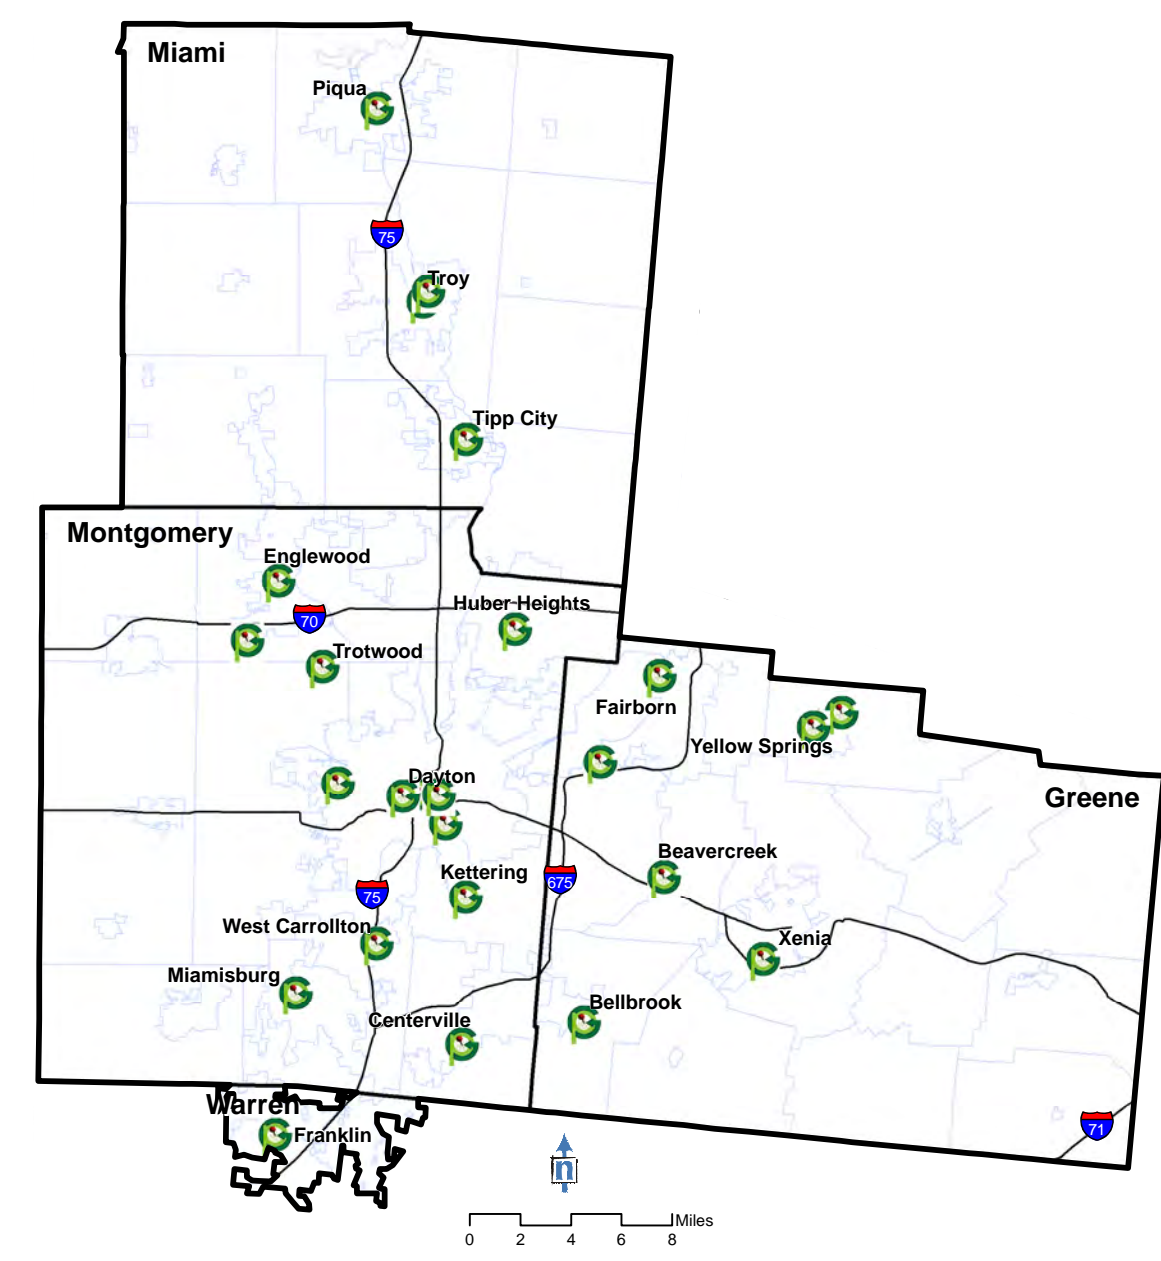 Miami
Piqua
75
Troy
Tipp City
Montgomery
Englewood
70
Huber Heights
Trotwood
Fairborn
Yellow Springs
Dayton
Greene
Beavercreek
Kettering
675
75
West Carrollton
Xenia
Miamisburg
Bellbrook
Centerville
Warren
Franklin
71
n
Miles
0 2 4 6 8